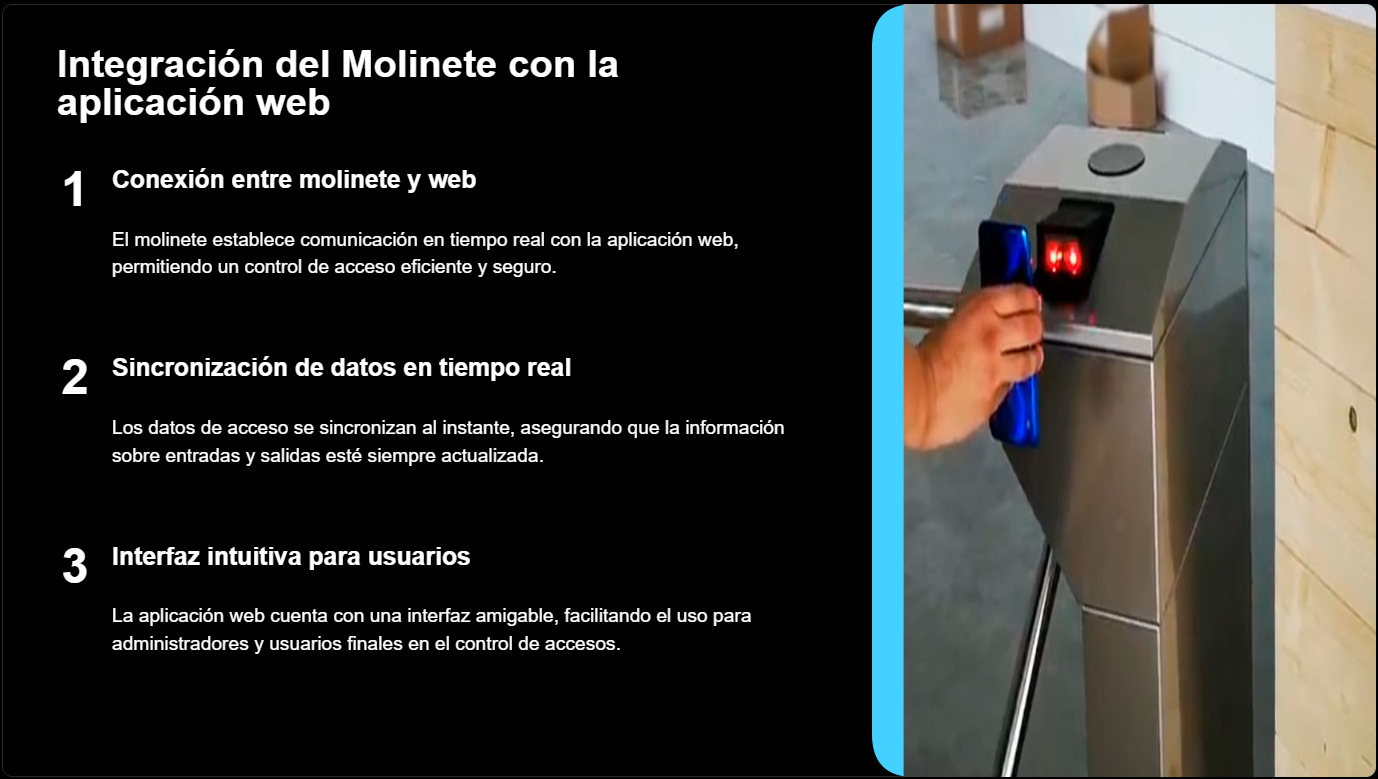 Integración del Molinete con la
aplicación web
1
Conexión entre molinete y web
El molinete establece comunicación en tiempo real con la aplicación web,
permitiendo un control de acceso eficiente y seguro.
2
Sincronización de datos en tiempo real
Los datos de acceso se sincronizan al instante, asegurando que la información
sobre entradas y salidas esté siempre actualizada.
3
Interfaz intuitiva para usuarios
La aplicación web cuenta con una interfaz amigable, facilitando el uso para
administradores y usuarios finales en el control de accesos.